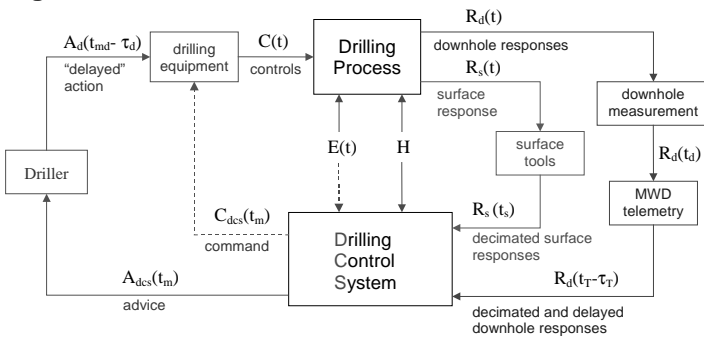 A_d(t_md- τ_d)
"delayed"
action
drilling
equipment
C(t)
controls
Drilling
Process
R_d(t)
downhole responses
R_s(t)
surface
response
downhole
measurement
surface
tools
R_d(t_d)
MWD
telemetry
E(t)
H
Driller
C_dcs(t_m)
command
Drilling
Control
System
R_s(t_s)
decimated surface
responses
A_dcs(t_m)
advice
R_d(t_T-τ_T)
decimated and delayed
downhole responses